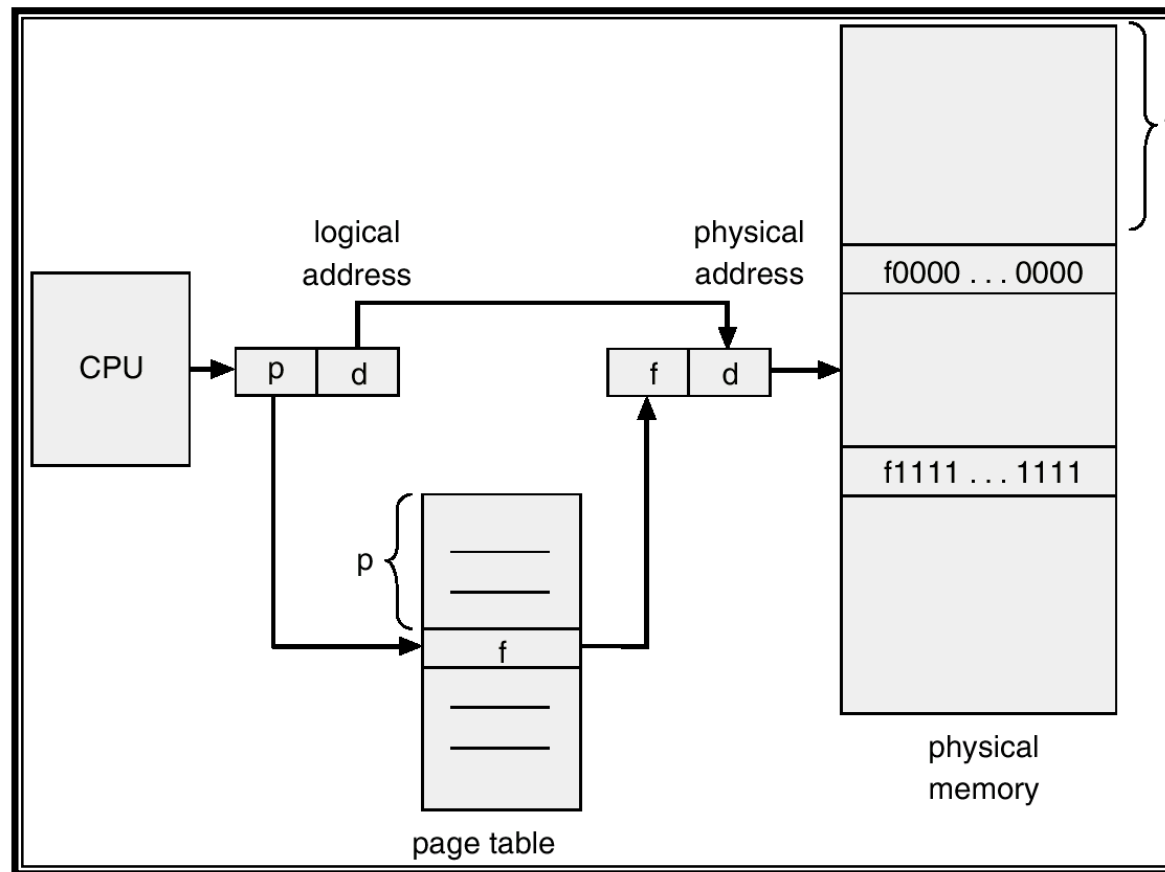 logical
address
physical
address
CPU
p
d
f
d
f0000 . . . 0000
f1111 . . . 1111
p
f
page table
physical
memory